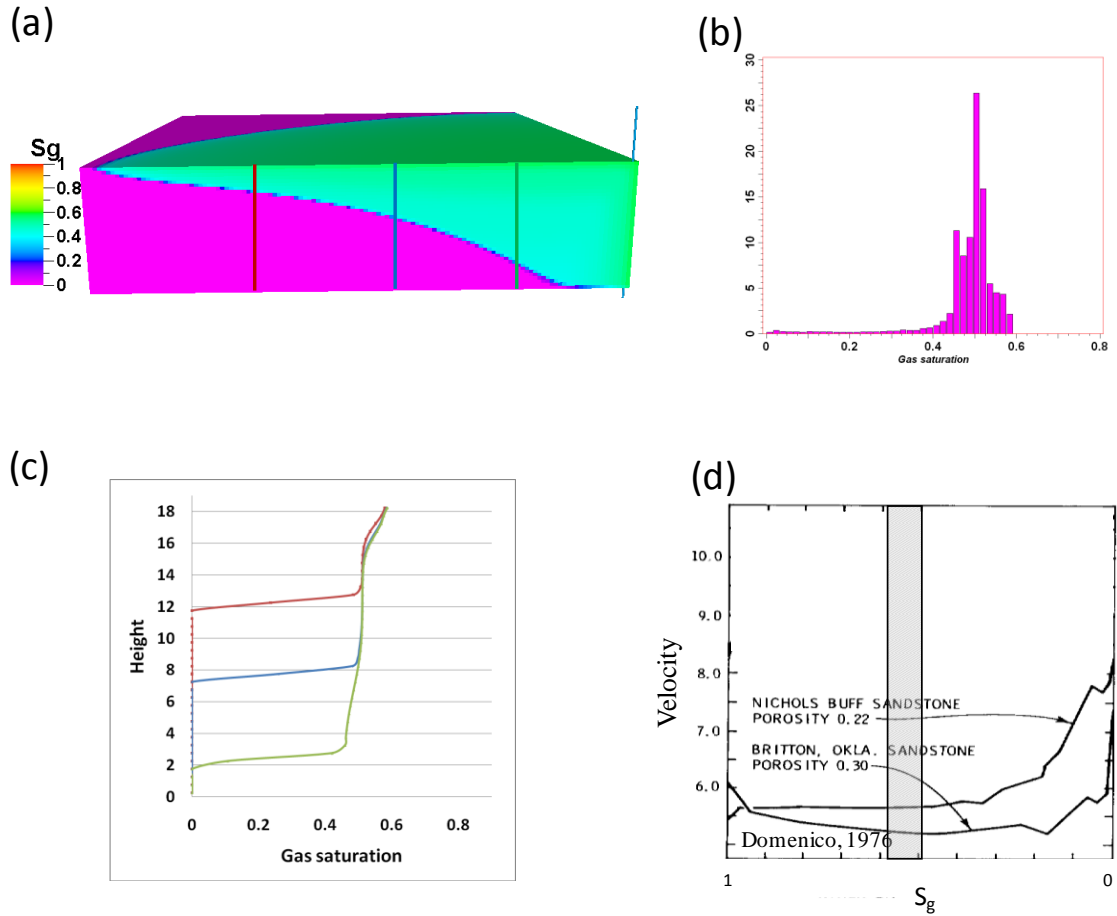 (a)
Sg
1
0.8
0.6
0.4
0.2
0
(b)
30
25
20
15
10
5
0
0
0.2
0.4
0.6
0.8
Gas saturation
(c)
18
16
14
12
10
8
6
4
2
0
Height
0
0.2
0.4
0.6
0.8
Gas saturation
(d)
10.0
9.0
8.0
7.0
6.0
Velocity
NICHOLS BUFF SANDSTONE
POROSITY 0.22
BRITTON, OKLA. SANDSTONE
POROSITY 0.30
Domenico, 1976
1
0
Sg